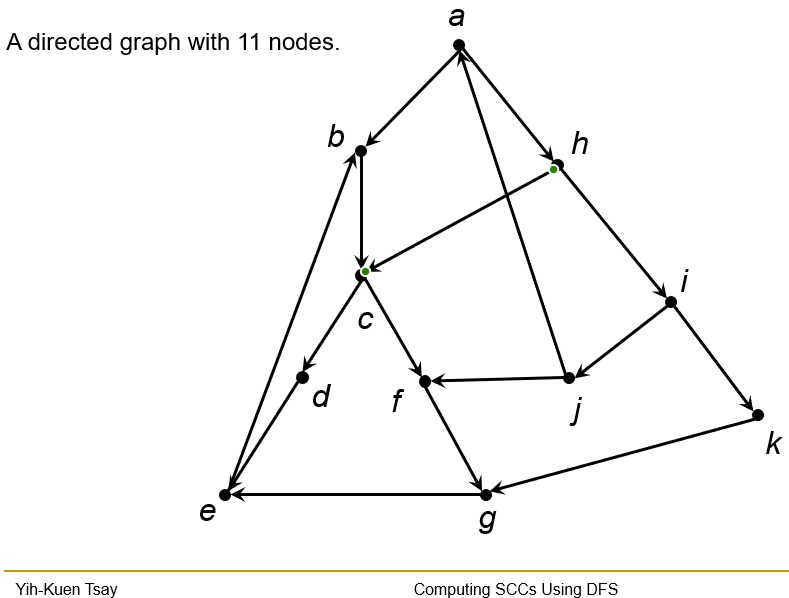 a
A directed graph with 11 nodes.
b
h
i
c
d
f
j
k
e
g
Yih-Kuen Tsay
Computing SCCs Using DFS